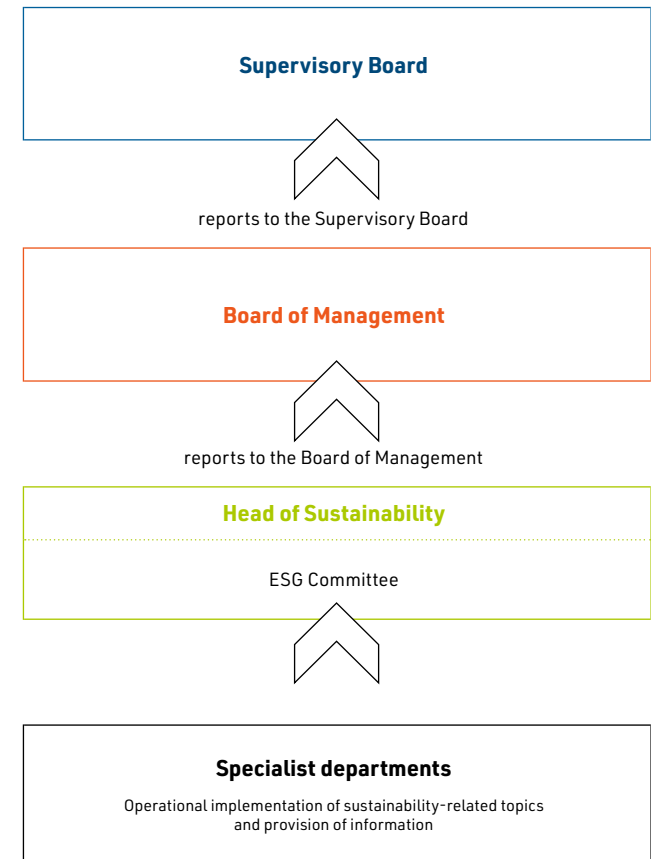 Supervisory Board
reports to the Supervisory Board
Board of Management
reports to the Board of Management
Head of Sustainability
ESG Committee
Specialist departments
Operational implementation of sustainability-related topics
and provision of information